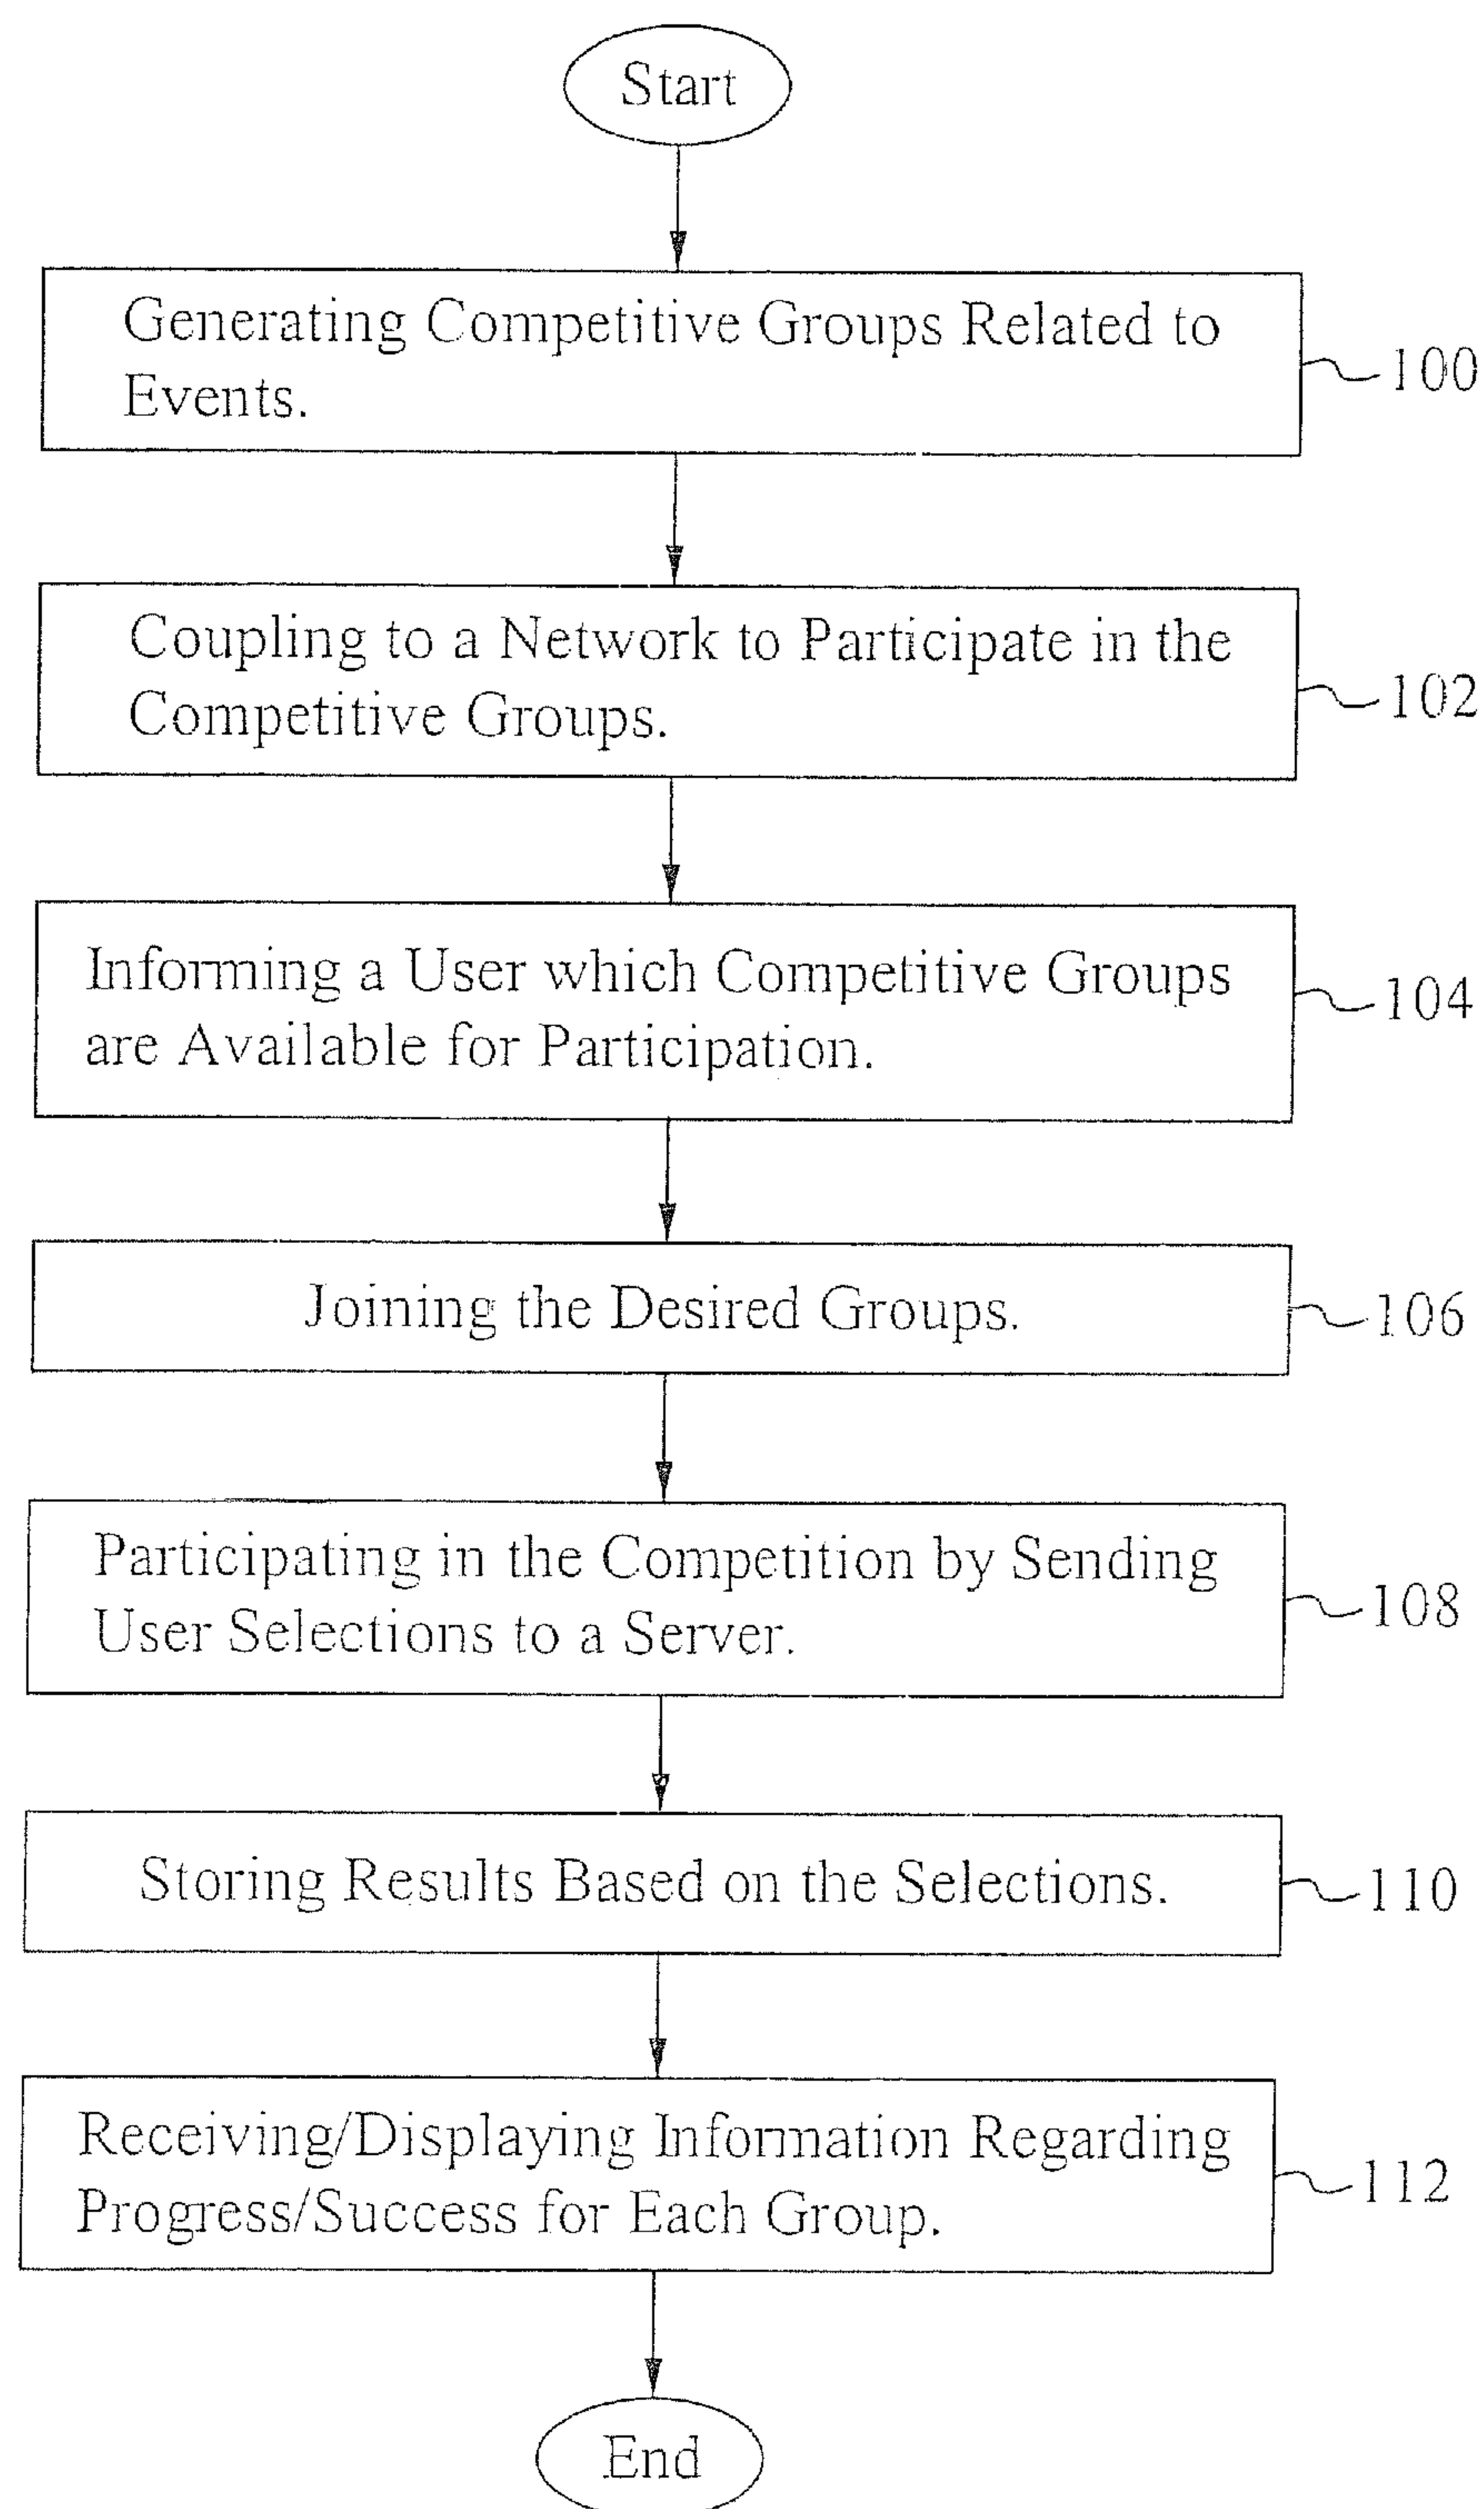 Start
Generating Competitive Groups Related to
Events.
100
Coupling to a Network to Participate in the
Competitive Groups.
102
Informing a User which Competitive Groups
are Available for Participation.
104
Joining the Desired Groups.
106
Participating in the Competition by Sending
User Selections to a Server.
108
Storing Results Based on the Selections.
110
Receiving/Displaying Information Regarding
Progress/Success for Each Group.
112
End